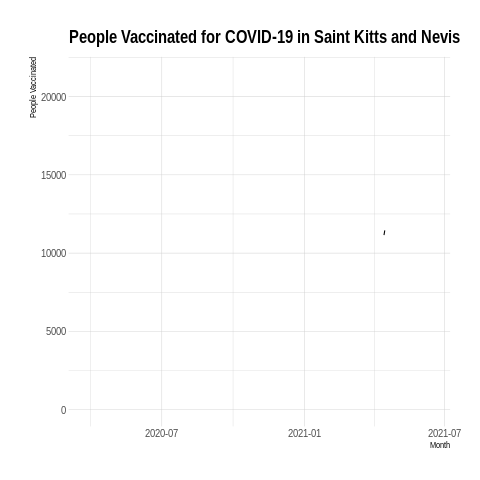 People Vaccinated for COVID-19 in Saint Kitts and Nevis
People Vaccinated
20000
15000
10000
5000
0
2020-07
2021-01
2021-07
Month